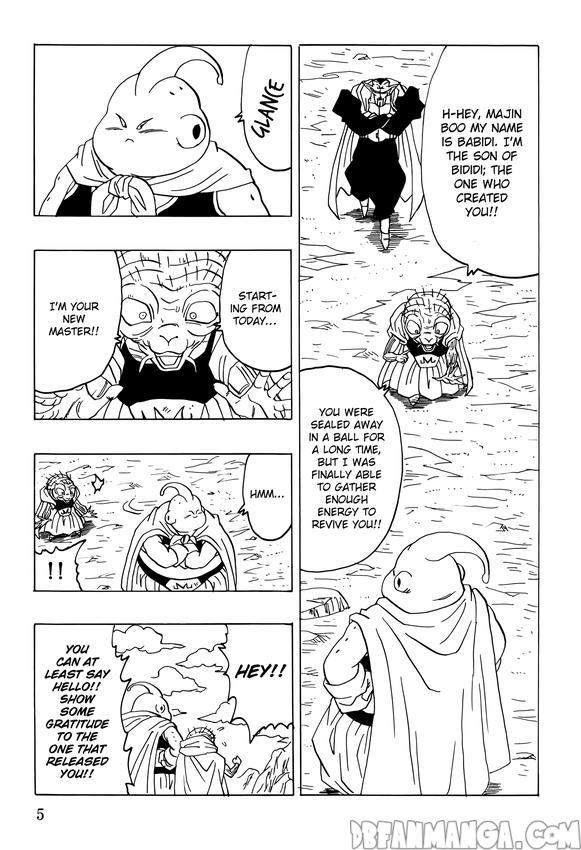 H-HEY, MAJIN
BOO MY NAME
IS BABIDI. I'M
THE SON OF
BIDIDI; THE
ONE WHO
CREATED
YOU!!
YOU WERE
SEALED AWAY
IN A BALL FOR
A LONG TIME,
BUT I WAS
FINALLY ABLE
TO GATHER
ENOUGH
ENERGY TO
REVIVE YOU!!
GLANCE
START-
ING FROM
TODAY...
I'M YOUR
NEW
MASTER!!
HMM...
!!
HEY!!
YOU
CAN AT
LEAST SAY
HELLO!!
SHOW
SOME
GRATITUDE
TO THE
ONE THAT
RELEASED
YOU!!
5
DBFANMANGA.COM